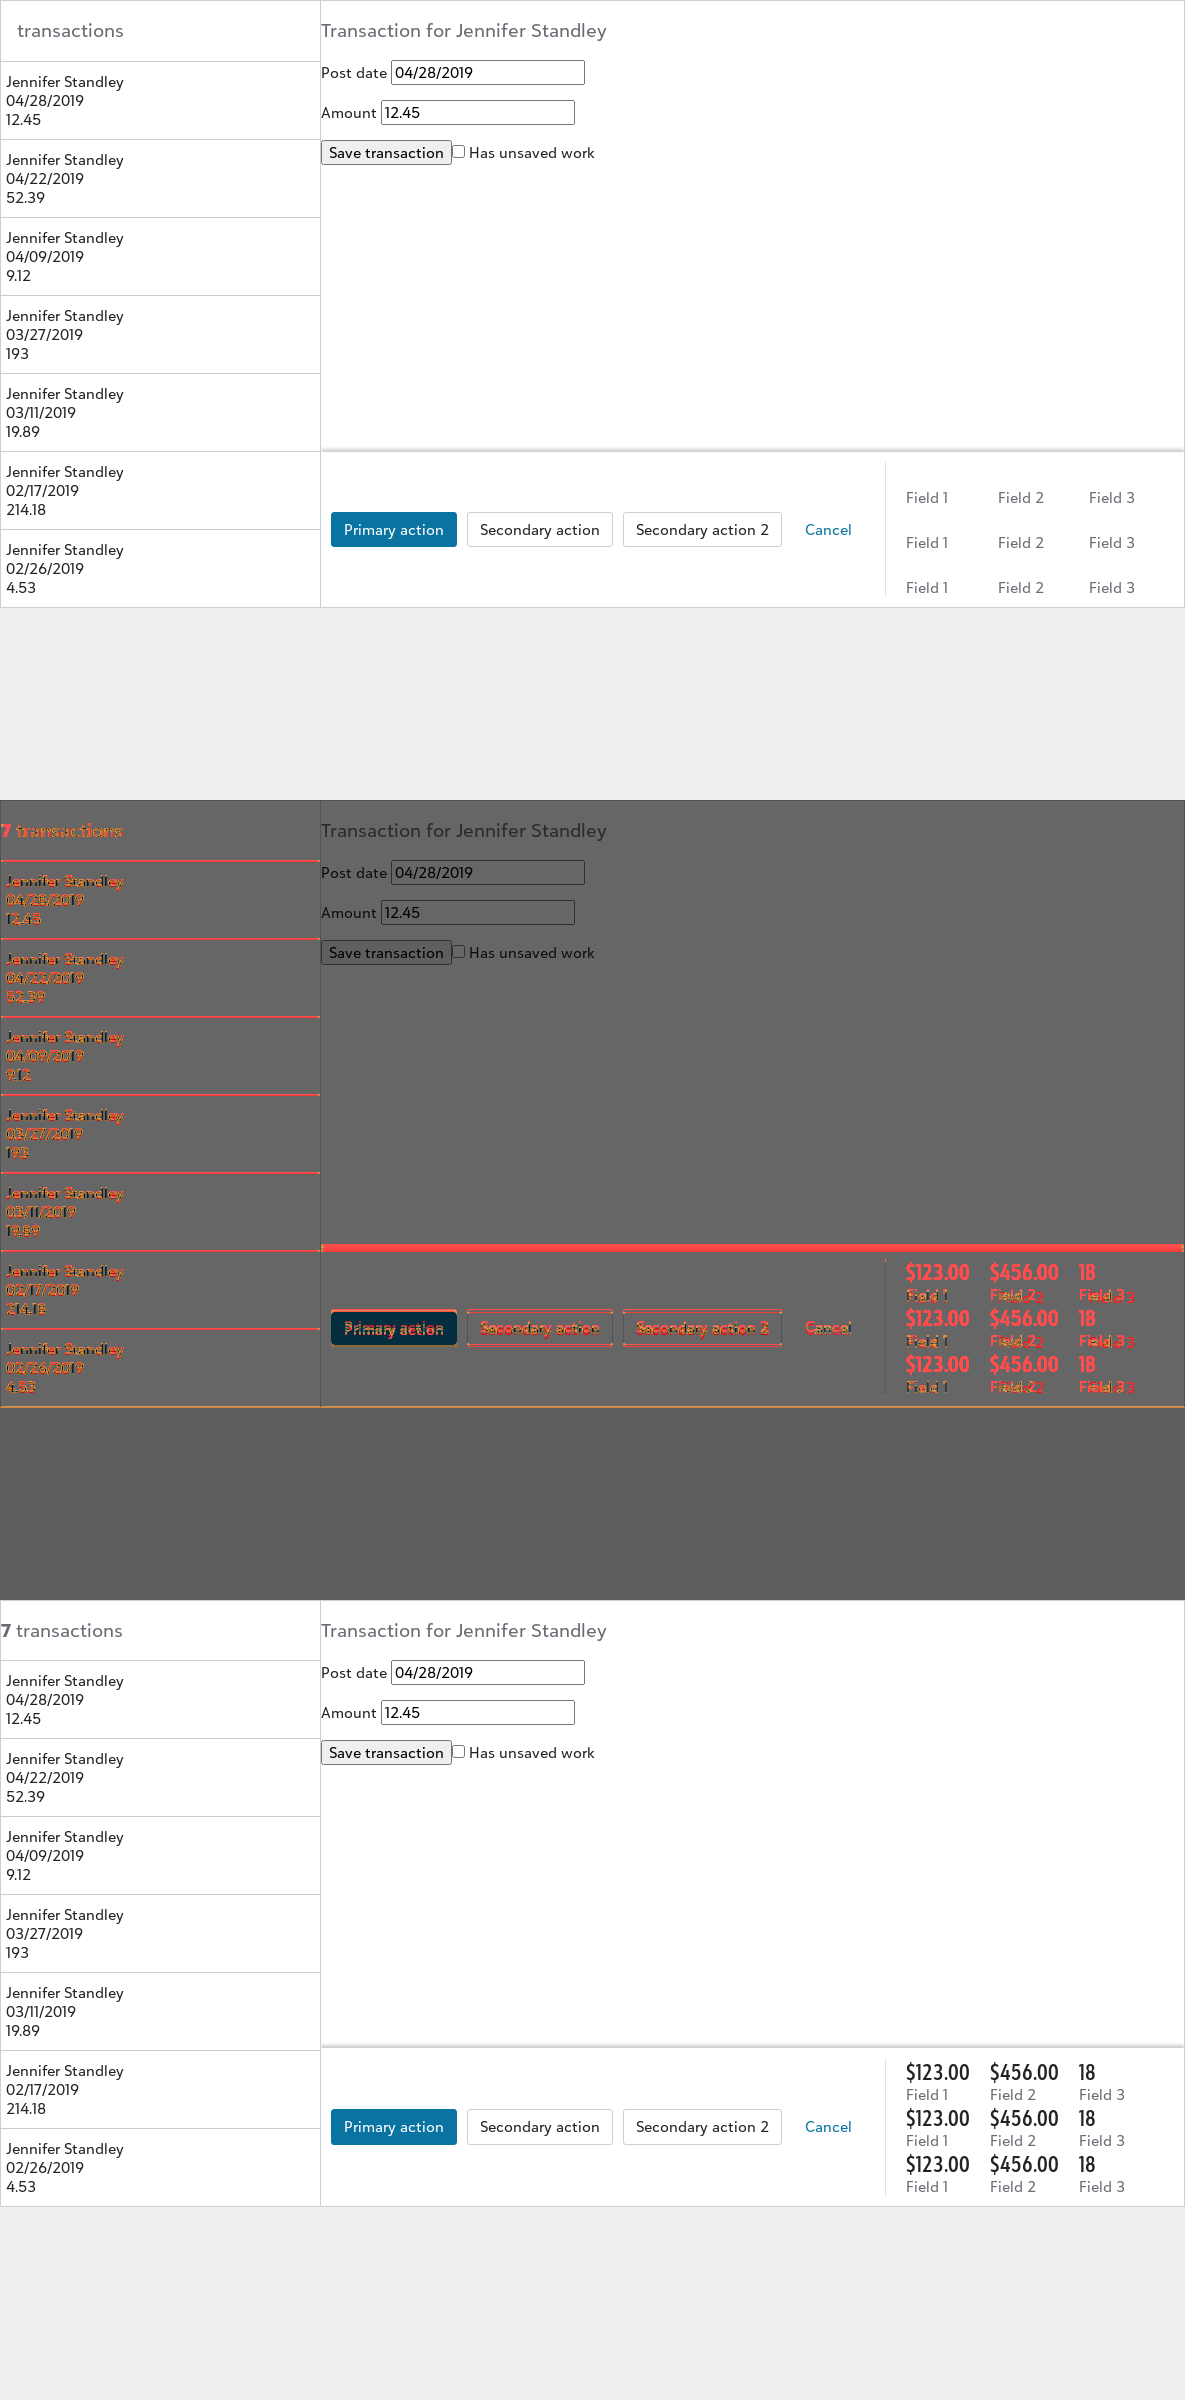 transactions
Jennifer Standley
04/28/2019
12.45
Jennifer Standley
04/22/2019
52.39
Jennifer Standley
04/09/2019
9.12
Jennifer Standley
03/27/2019
193
Jennifer Standley
03/11/2019
19.89
Jennifer Standley
02/17/2019
214.18
Jennifer Standley
02/26/2019
4.53
Transaction for Jennifer Standley
Post date 04/28/2019
Amount 12.45
Save transaction Has unsaved work
Primary action Secondary action Secondary action 2 Cancel
Field 1 Field 2 Field 3
Field 1 Field 2 Field 3
Field 1 Field 2 Field 3
7 transactions
Jennifer Standley
04/28/2019
12.45
Jennifer Standley
04/22/2019
52.39
Jennifer Standley
04/09/2019
9.12
Jennifer Standley
03/27/2019
193
Jennifer Standley
03/11/2019
19.89
Jennifer Standley
02/17/2019
214.18
Jennifer Standley
02/26/2019
4.53
Transaction for Jennifer Standley
Post date 04/28/2019
Amount 12.45
Save transaction Has unsaved work
Primary action Secondary action Secondary action 2 Cancel
$123.00 $456.00 18
Field 1 Field 2 Field 3
$123.00 $456.00 18
Field 1 Field 2 Field 3
$123.00 $456.00 18
Field 1 Field 2 Field 3
7 transactions
Jennifer Standley
04/28/2019
12.45
Jennifer Standley
04/22/2019
52.39
Jennifer Standley
04/09/2019
9.12
Jennifer Standley
03/27/2019
193
Jennifer Standley
03/11/2019
19.89
Jennifer Standley
02/17/2019
214.18
Jennifer Standley
02/26/2019
4.53
Transaction for Jennifer Standley
Post date 04/28/2019
Amount 12.45
Save transaction Has unsaved work
Primary action Secondary action Secondary action 2 Cancel
$123.00 $456.00 18
Field 1 Field 2 Field 3
$123.00 $456.00 18
Field 1 Field 2 Field 3
$123.00 $456.00 18
Field 1 Field 2 Field 3